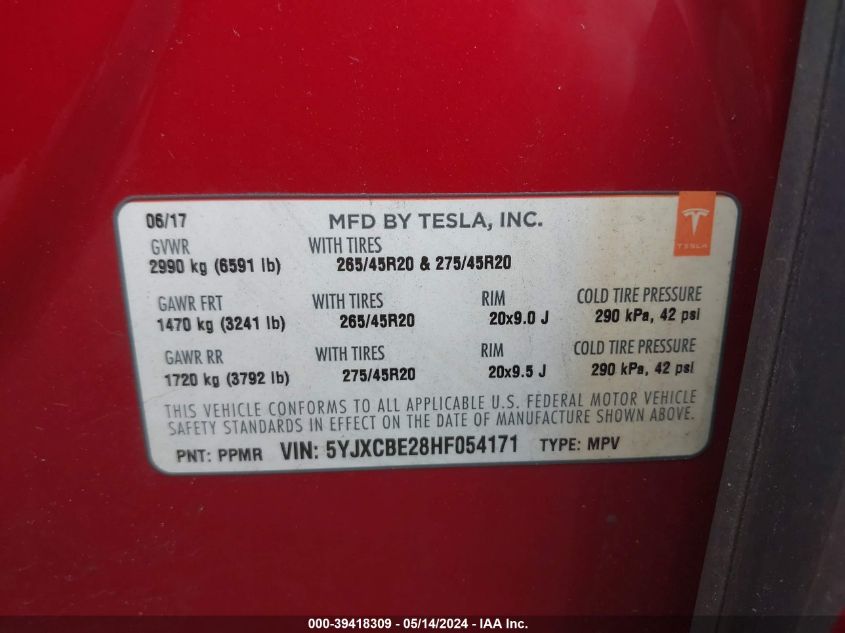 06/17 MFD BY TESLA, INC.
TESLA
GVWR WITH TIRES
2990 kg (6591 lb) 265/45R20 & 275/45R20
GAWR FRT WITH TIRES RIM COLD TIRE PRESSURE
1470 kg (3241 lb) 265/45R20 20x9.0 J 290 kPa, 42 psi
GAWR RR WITH TIRES RIM COLD TIRE PRESSURE
1720 kg (3792 lb) 275/45R20 20x9.5 J 290 kPa, 42 psi
THIS VEHICLE CONFORMS TO ALL APPLICABLE U.S. FEDERAL MOTOR VEHICLE
SAFETY STANDARDS IN EFFECT ON THE DATE OF MANUFACTURE SHOWN ABOVE.
PNT: PPMR VIN: 5YJXCBE28HF054171 TYPE: MPV
000-39418309 - 05/14/2024 - IAA Inc.